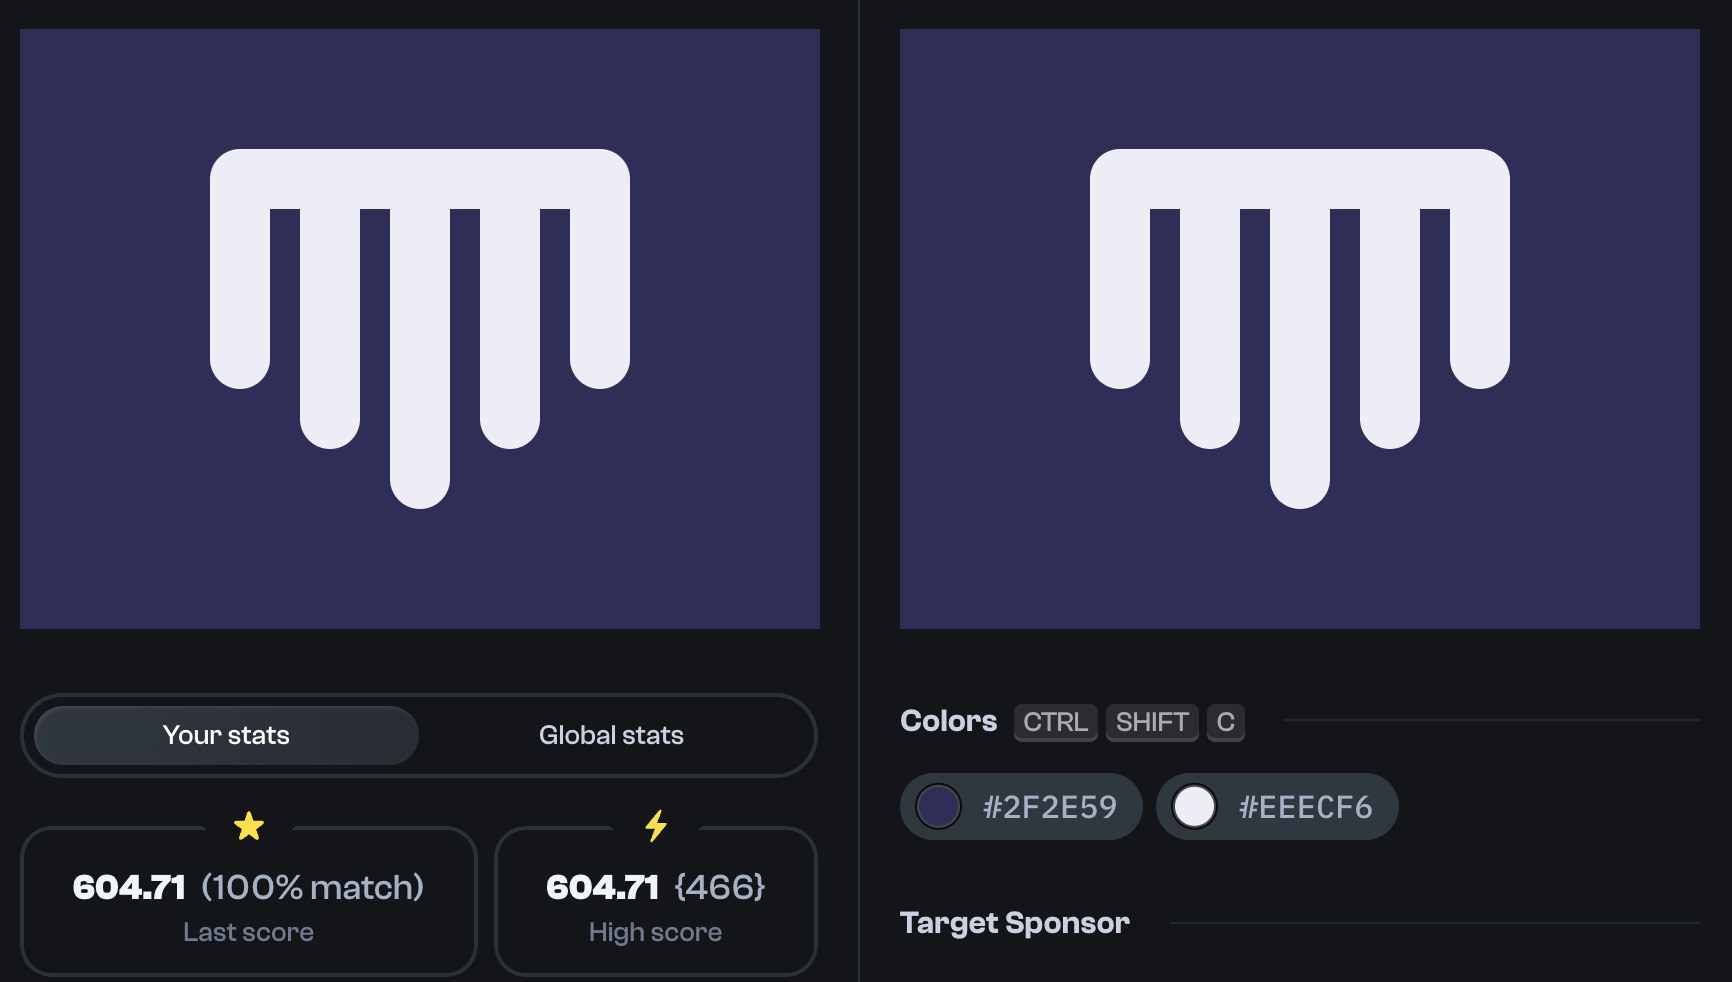 Your stats
Global stats
604.71 (100% match)
Last score
604.71 {466}
High score
Colors CTRL SHIFT C
#2F2E59
#EEECF6
Target Sponsor